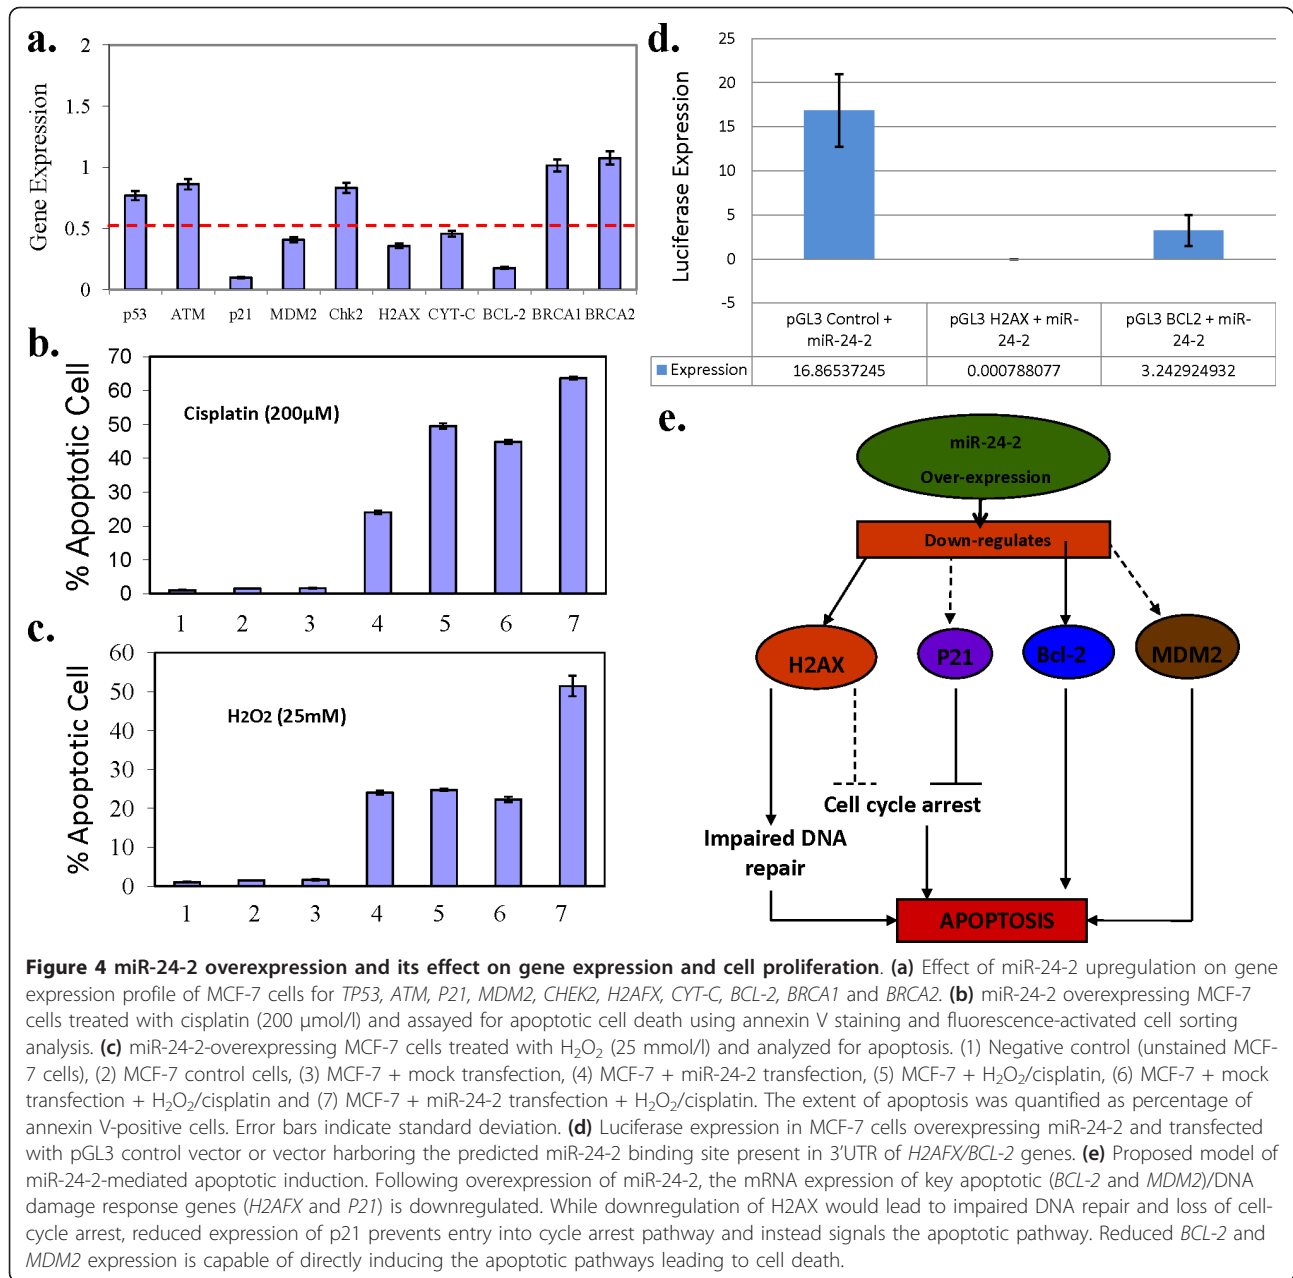 a.
2
1.5
1
0.5
0
Gene Expression
p53 ATM p21 MDM2 Chk2 H2AX CYT-C BCL-2 BRCA1 BRCA2
b.
70
60
50
40
30
20
10
0
% Apoptotic Cell
Cisplatin (200µM)
1 2 3 4 5 6 7
c.
60
50
40
30
20
10
0
% Apoptotic Cell
H2O2 (25mM)
1 2 3 4 5 6 7
d.
25
20
15
10
5
0
-5
Luciferase Expression
pGL3 Control +
miR-24-2
pGL3 H2AX + miR-
24-2
pGL3 BCL2 + miR-
24-2
Expression 16.86537245 0.000788077 3.242924932
e.
miR-24-2
Over-expression
Down-regulates
H2AX P21 Bcl-2 MDM2
Cell cycle arrest
Impaired DNA
repair
APOPTOSIS
Figure 4 miR-24-2 overexpression and its effect on gene expression and cell proliferation. (a) Effect of miR-24-2 upregulation on gene
expression profile of MCF-7 cells for TP53, ATM, P21, MDM2, CHEK2, H2AFX, CYT-C, BCL-2, BRCA1 and BRCA2. (b) miR-24-2 overexpressing MCF-7
cells treated with cisplatin (200 μmol/l) and assayed for apoptotic cell death using annexin V staining and fluorescence-activated cell sorting
analysis. (c) miR-24-2-overexpressing MCF-7 cells treated with H₂O₂ (25 mmol/l) and analyzed for apoptosis. (1) Negative control (unstained MCF-
7 cells), (2) MCF-7 control cells, (3) MCF-7 + mock transfection, (4) MCF-7 + miR-24-2 transfection, (5) MCF-7 + H₂O₂/cisplatin, (6) MCF-7 + mock
transfection + H₂O₂/cisplatin and (7) MCF-7 + miR-24-2 transfection + H₂O₂/cisplatin. The extent of apoptosis was quantified as percentage of
annexin V-positive cells. Error bars indicate standard deviation. (d) Luciferase expression in MCF-7 cells overexpressing miR-24-2 and transfected
with pGL3 control vector or vector harboring the predicted miR-24-2 binding site present in 3'UTR of H2AFX/BCL-2 genes. (e) Proposed model of
miR-24-2-mediated apoptotic induction. Following overexpression of miR-24-2, the mRNA expression of key apoptotic (BCL-2 and MDM2)/DNA
damage response genes (H2AFX and P21) is downregulated. While downregulation of H2AX would lead to impaired DNA repair and loss of cell-
cycle arrest, reduced expression of p21 prevents entry into cycle arrest pathway and instead signals the apoptotic pathway. Reduced BCL-2 and
MDM2 expression is capable of directly inducing the apoptotic pathways leading to cell death.